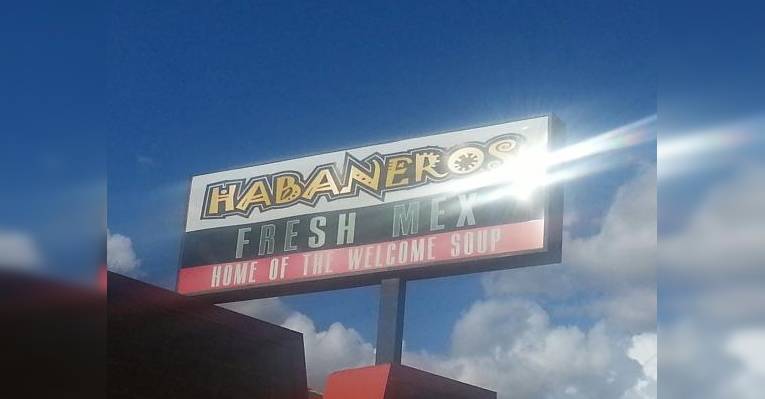 HABANEROS
FRESH MEX
HOME OF THE WELCOME SOUP